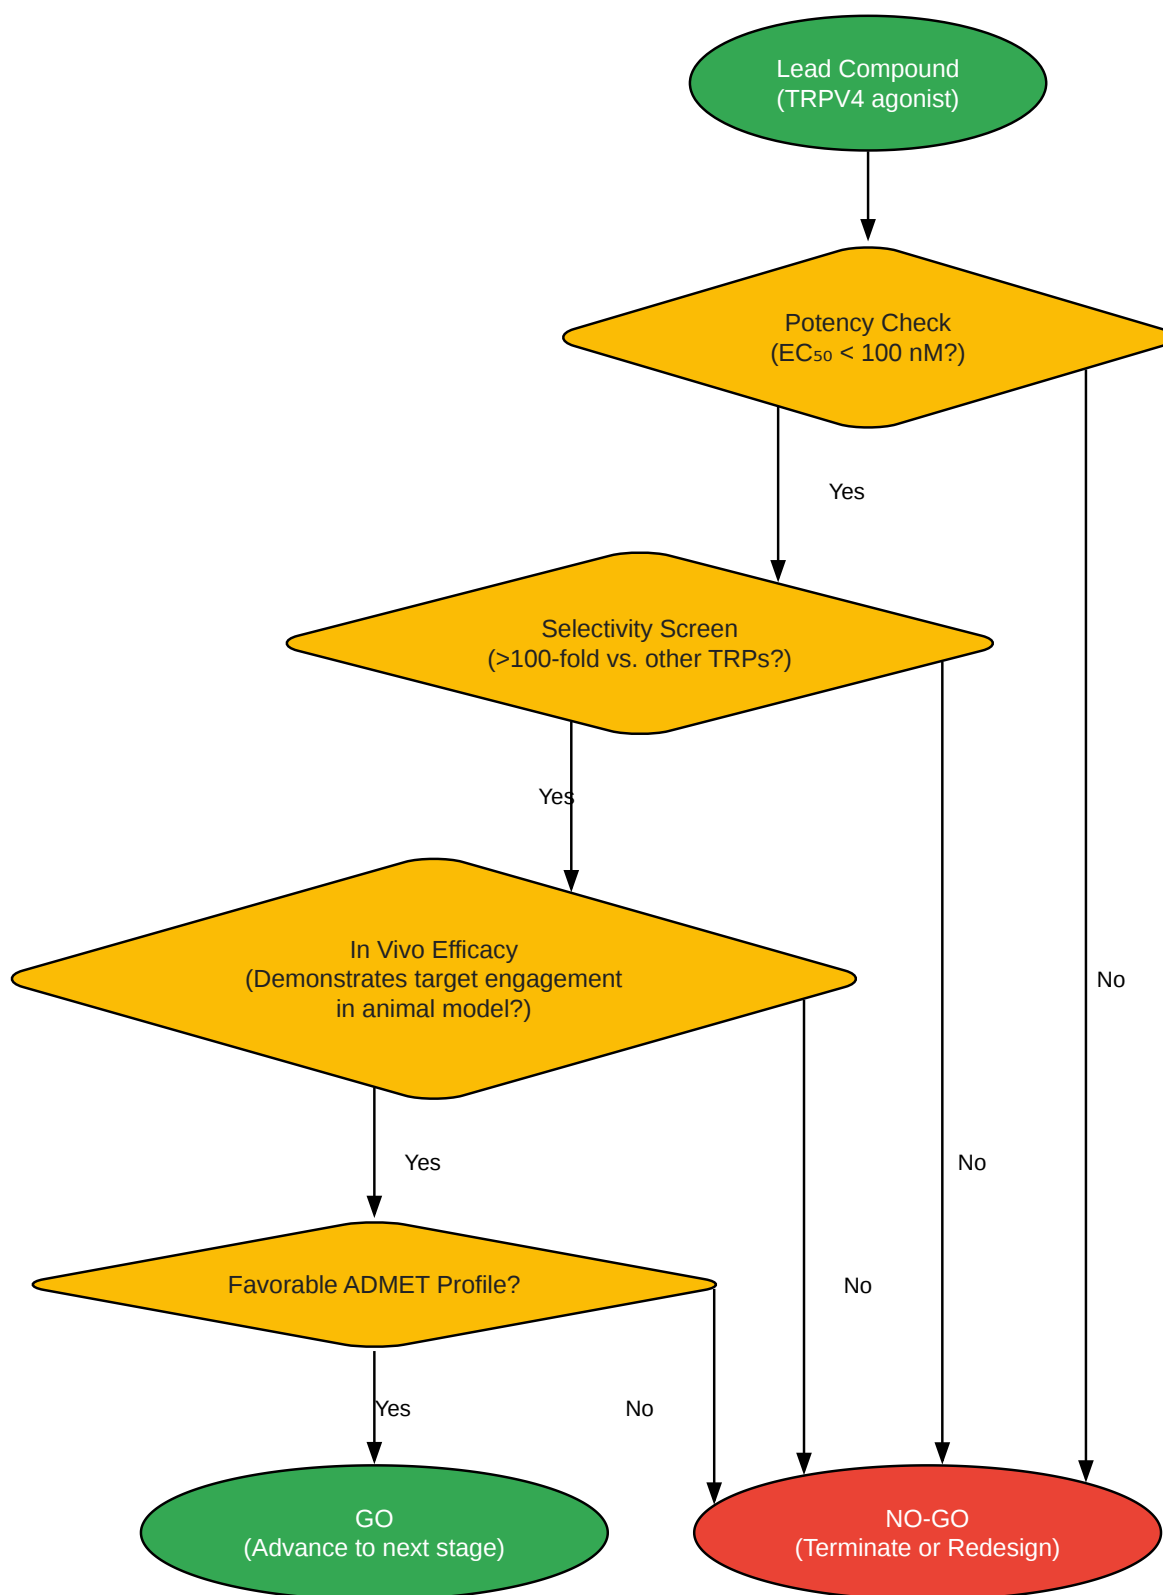 Lead Compound
(TRPV4 agonist)
Potency Check
(EC₅₀ < 100 nM?)
Yes
Selectivity Screen
(>100-fold vs. other TRPs?)
Yes
In Vivo Efficacy
(Demonstrates target engagement
in animal model?)
No
Yes
No
Favorable ADMET Profile?
No
Yes
No
GO
(Advance to next stage)
NO-GO
(Terminate or Redesign)